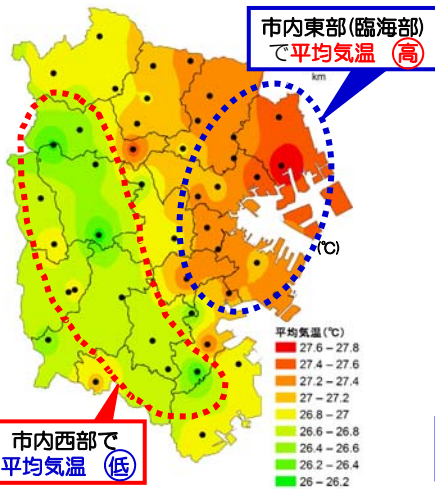 市内東部(臨海部)
で平均気温 高
km
(℃)
平均気温(℃)
27.6 – 27.8
27.4 – 27.6
27.2 – 27.4
27 – 27.2
26.8 – 27
26.6 – 26.8
26.4 – 26.6
26.2 – 26.4
26 – 26.2
市内西部で
平均気温 低